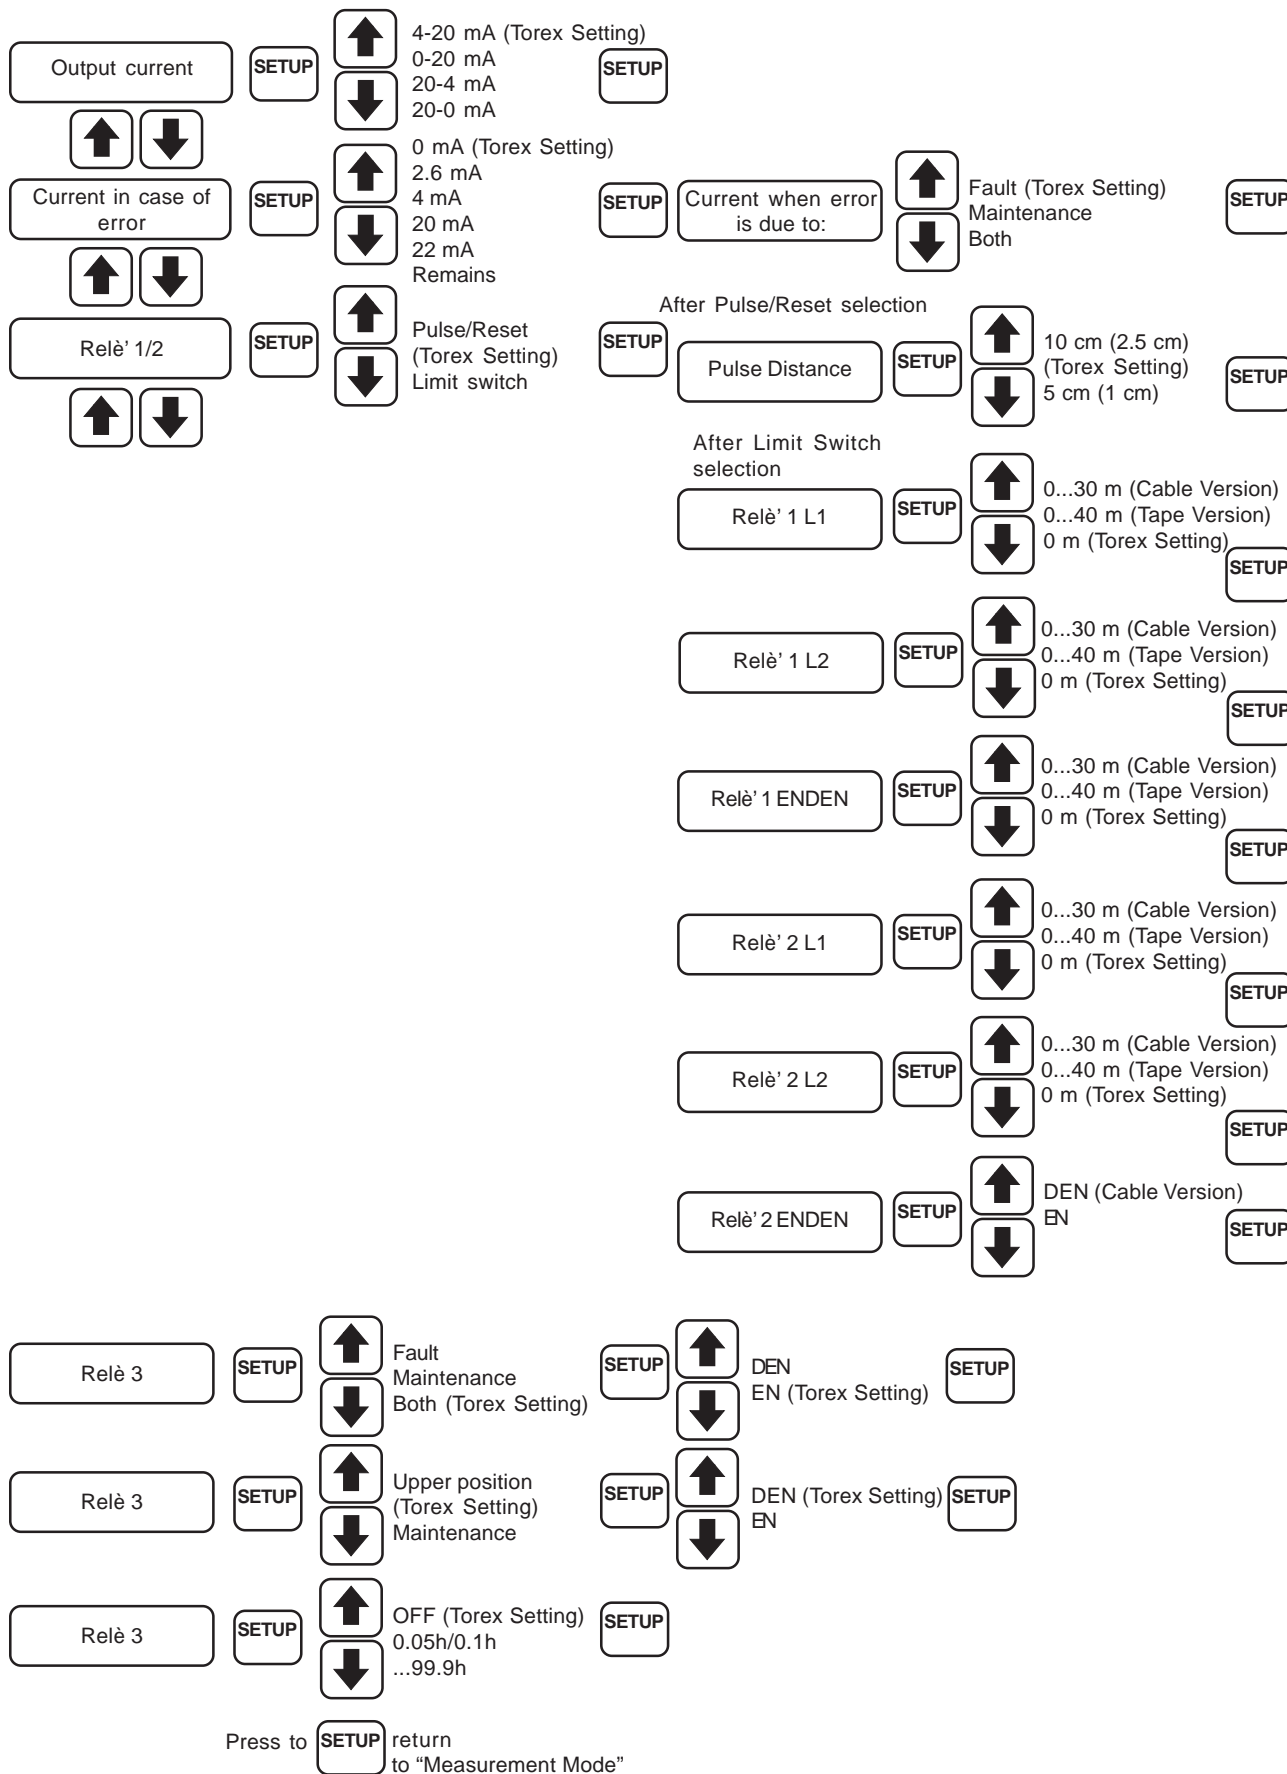 Output current
SETUP
4-20 mA (Torex Setting)
0-20 mA
20-4 mA
20-0 mA
SETUP
Current in case of
error
SETUP
0 mA (Torex Setting)
2.6 mA
4 mA
20 mA
22 mA
Remains
SETUP
Current when error
is due to:
Fault (Torex Setting)
Maintenance
Both
SETUP
Relè' 1/2
SETUP
Pulse/Reset
(Torex Setting)
Limit switch
SETUP
After Pulse/Reset selection
Pulse Distance
SETUP
10 cm (2.5 cm)
(Torex Setting)
5 cm (1 cm)
SETUP
After Limit Switch
selection
Relè' 1 L1
SETUP
0...30 m (Cable Version)
0...40 m (Tape Version)
0 m (Torex Setting)
SETUP
Relè' 1 L2
SETUP
0...30 m (Cable Version)
0...40 m (Tape Version)
0 m (Torex Setting)
SETUP
Relè' 1 ENDEN
SETUP
0...30 m (Cable Version)
0...40 m (Tape Version)
0 m (Torex Setting)
SETUP
Relè' 2 L1
SETUP
0...30 m (Cable Version)
0...40 m (Tape Version)
0 m (Torex Setting)
SETUP
Relè' 2 L2
SETUP
0...30 m (Cable Version)
0...40 m (Tape Version)
0 m (Torex Setting)
SETUP
Relè' 2 ENDEN
SETUP
DEN (Cable Version)
EN
SETUP
Relè 3
SETUP
Fault
Maintenance
Both (Torex Setting)
SETUP
DEN
EN (Torex Setting)
SETUP
Relè 3
SETUP
Upper position
(Torex Setting)
Maintenance
SETUP
DEN (Torex Setting)
EN
SETUP
Relè 3
SETUP
OFF (Torex Setting)
0.05h/0.1h
...99.9h
SETUP
Press to SETUP return
to “Measurement Mode”